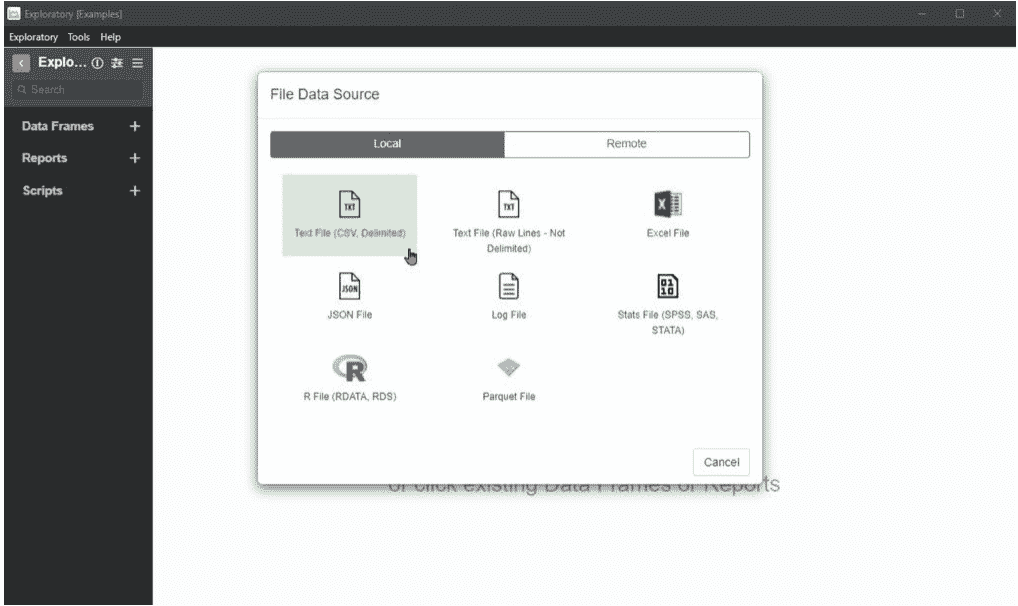 Exploratory [Examples]
Exploratory Tools Help
Explo...
Search
Data Frames +
Reports +
Scripts +
File Data Source
Local Remote
TXT
Text File (CSV, Delimited)
TXT
Text File (Raw Lines - Not
Delimited)
X
Excel File
JSON
JSON File
Log File
01
10
Stats File (SPSS, SAS,
STATA)
R
R File (RDATA, RDS)
Parquet File
Cancel
or click existing Data Frames or Reports